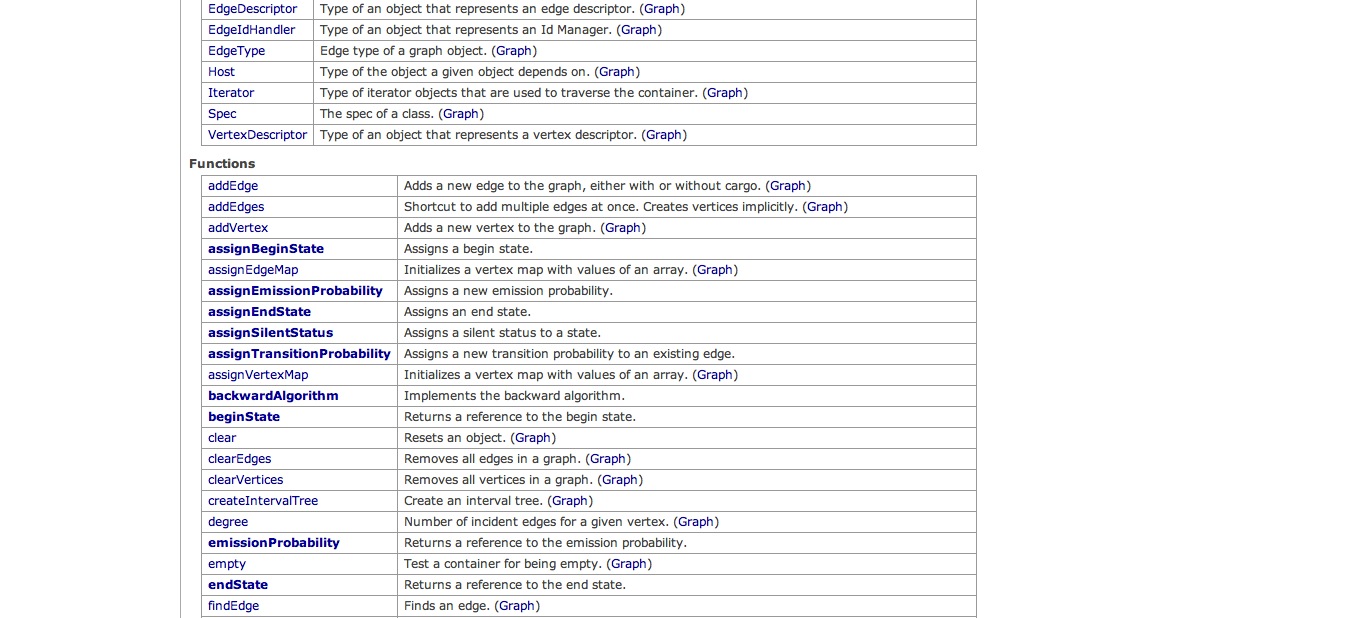 EdgeDescriptor Type of an object that represents an edge descriptor. (Graph)
EdgeIdHandler Type of an object that represents an Id Manager. (Graph)
EdgeType Edge type of a graph object. (Graph)
Host Type of the object a given object depends on. (Graph)
Iterator Type of iterator objects that are used to traverse the container. (Graph)
Spec The spec of a class. (Graph)
VertexDescriptor Type of an object that represents a vertex descriptor. (Graph)
Functions
addEdge Adds a new edge to the graph, either with or without cargo. (Graph)
addEdges Shortcut to add multiple edges at once. Creates vertices implicitly. (Graph)
addVertex Adds a new vertex to the graph. (Graph)
assignBeginState Assigns a begin state.
assignEdgeMap Initializes a vertex map with values of an array. (Graph)
assignEmissionProbability Assigns a new emission probability.
assignEndState Assigns an end state.
assignSilentStatus Assigns a silent status to a state.
assignTransitionProbability Assigns a new transition probability to an existing edge.
assignVertexMap Initializes a vertex map with values of an array. (Graph)
backwardAlgorithm Implements the backward algorithm.
beginState Returns a reference to the begin state.
clear Resets an object. (Graph)
clearEdges Removes all edges in a graph. (Graph)
clearVertices Removes all vertices in a graph. (Graph)
createIntervalTree Create an interval tree. (Graph)
degree Number of incident edges for a given vertex. (Graph)
emissionProbability Returns a reference to the emission probability.
empty Test a container for being empty. (Graph)
endState Returns a reference to the end state.
findEdge Finds an edge. (Graph)